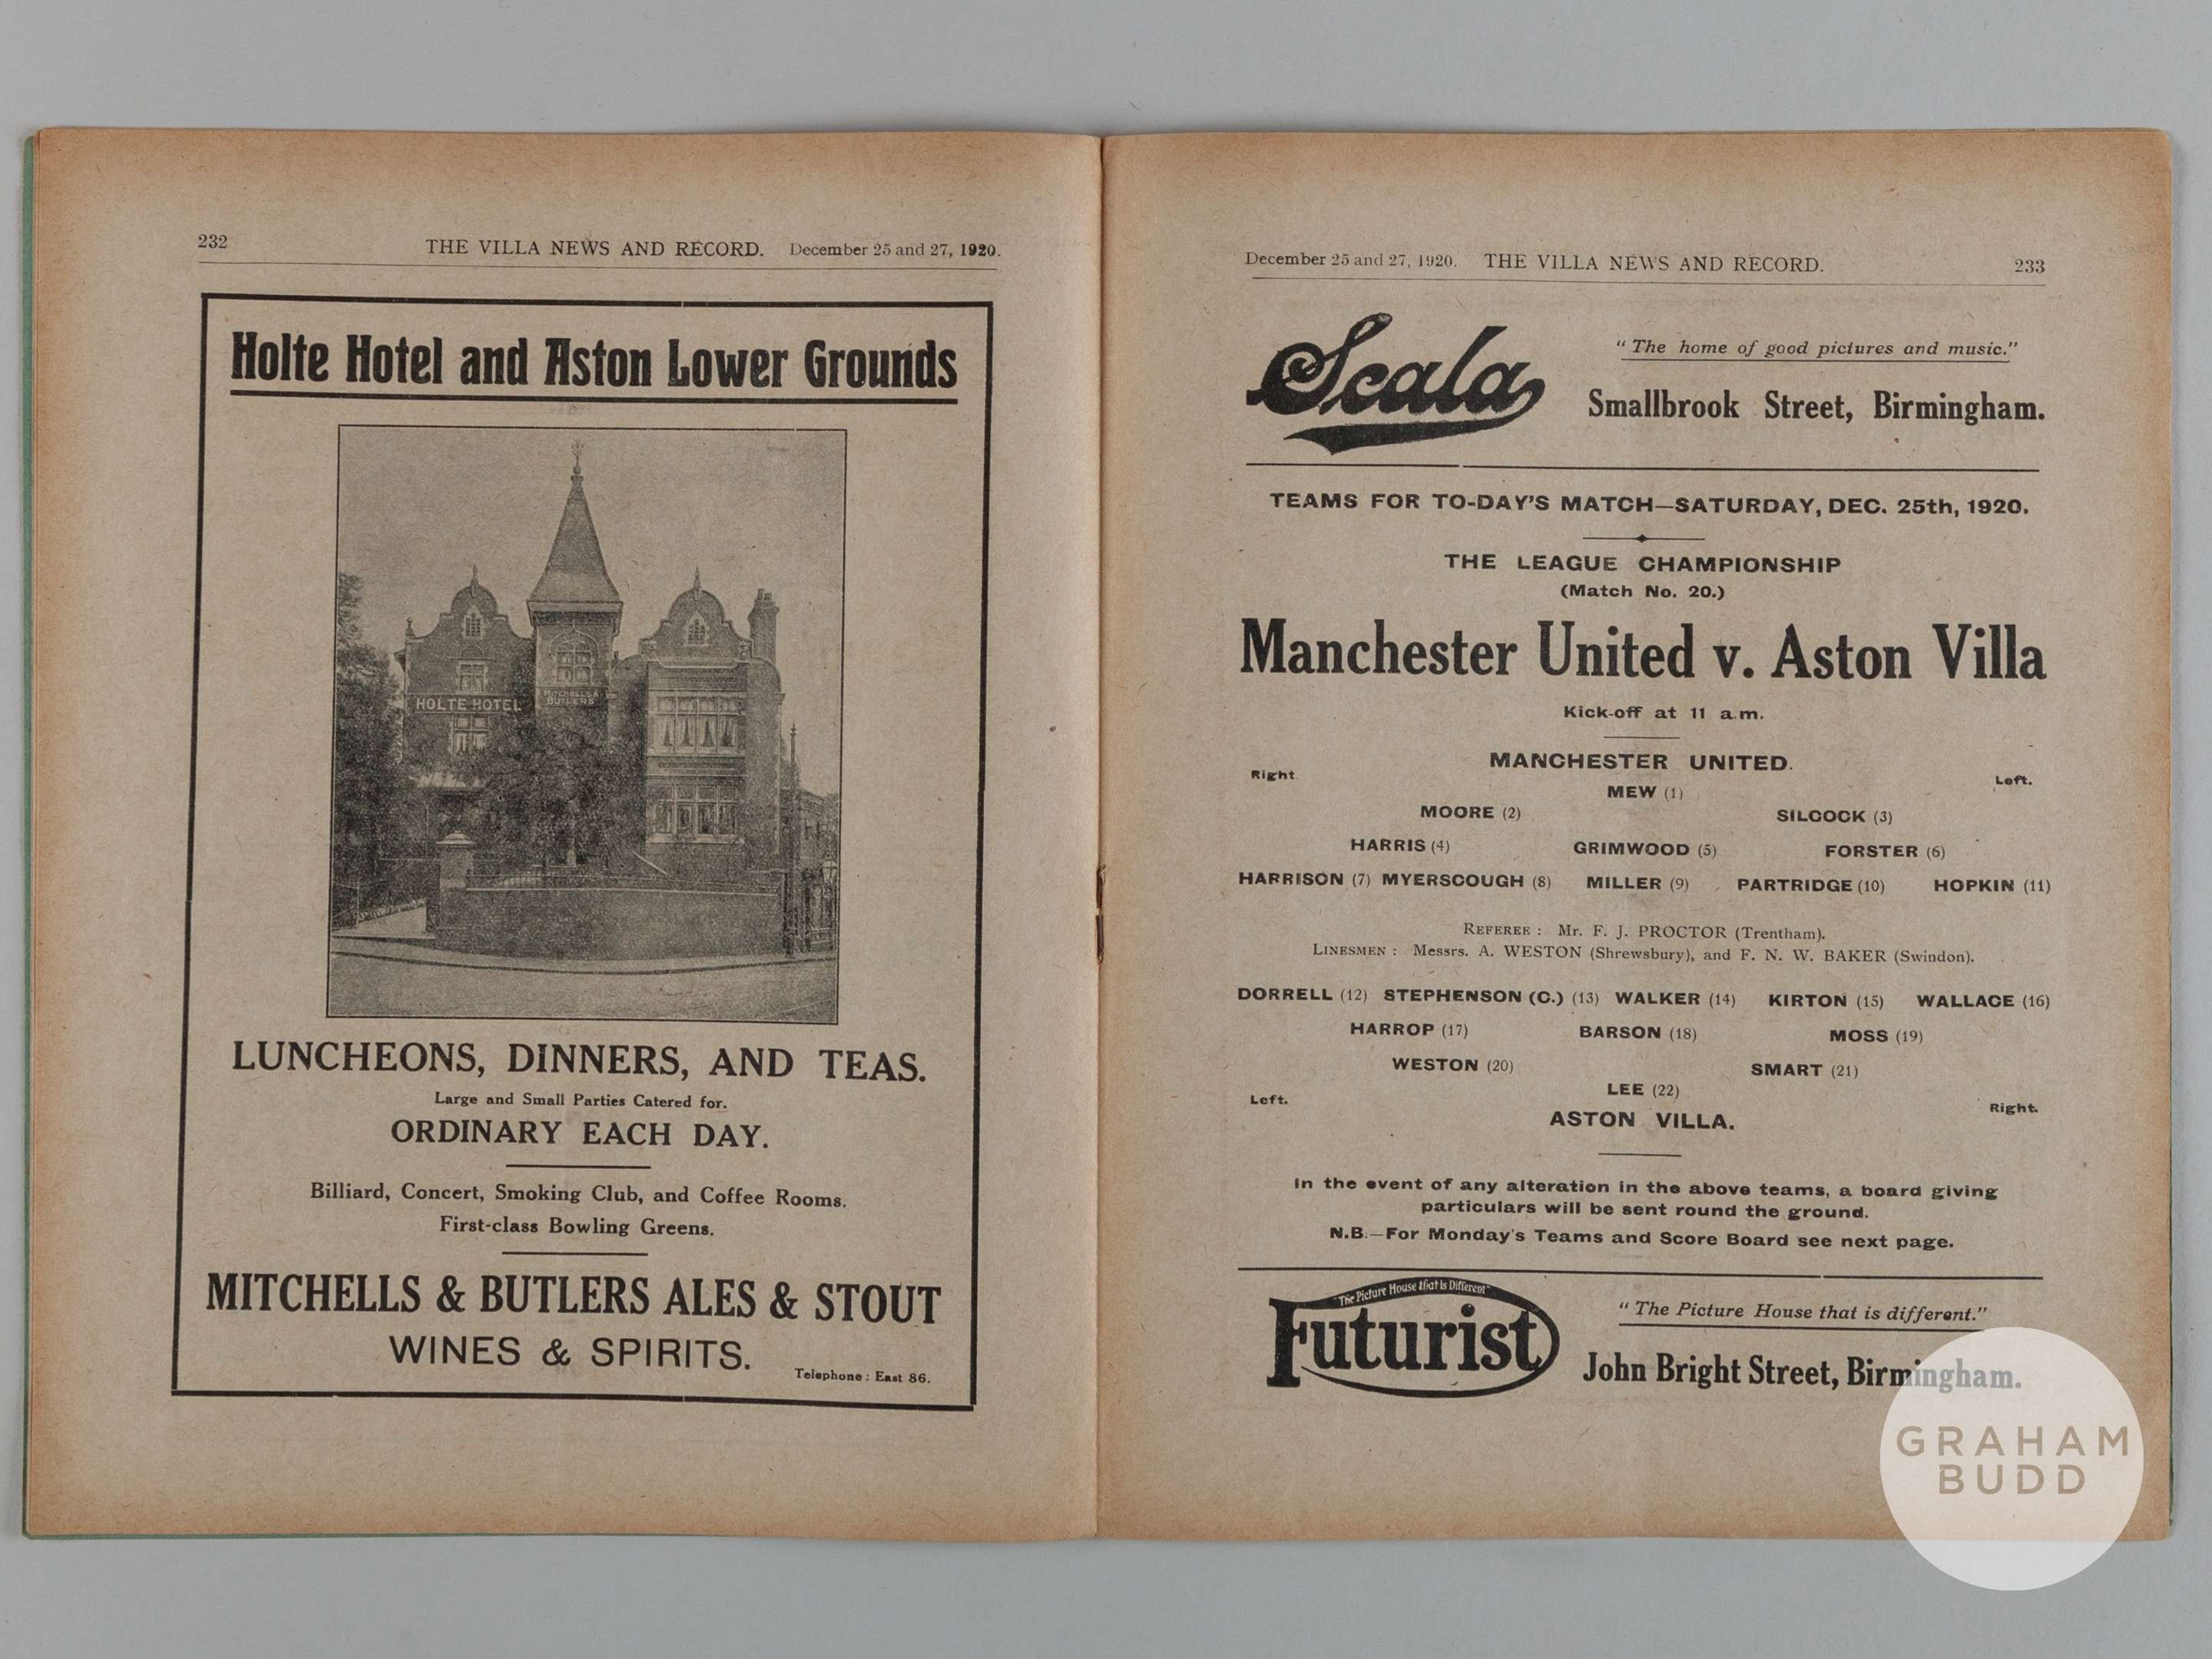 232
THE VILLA NEWS AND RECORD. December 25 and 27, 1920.
Holte Hotel and Aston Lower Grounds
HOLTE HOTEL
MITCHELLS &
BUTLERS
LUNCHEONS, DINNERS, AND TEAS.
Large and Small Parties Catered for.
ORDINARY EACH DAY.
Billiard, Concert, Smoking Club, and Coffee Rooms.
First-class Bowling Greens.
MITCHELLS & BUTLERS ALES & STOUT
WINES & SPIRITS.
Telephone: East 86.
December 25 and 27, 1920. THE VILLA NEWS AND RECORD. 233
Scala
"The home of good pictures and music."
Smallbrook Street, Birmingham.
TEAMS FOR TO-DAY'S MATCH—SATURDAY, DEC. 25th, 1920.
THE LEAGUE CHAMPIONSHIP
(Match No. 20.)
Manchester United v. Aston Villa
Kick-off at 11 a.m.
MANCHESTER UNITED.
Right. Left.
MEW (1)
MOORE (2) SILCOCK (3)
HARRIS (4) GRIMWOOD (5) FORSTER (6)
HARRISON (7) MYERSCOUGH (8) MILLER (9) PARTRIDGE (10) HOPKIN (11)
REFEREE: Mr. F. J. PROCTOR (Trentham).
LINESMEN: Messrs. A. WESTON (Shrewsbury), and F. N. W. BAKER (Swindon).
DORRELL (12) STEPHENSON (C.) (13) WALKER (14) KIRTON (15) WALLACE (16)
HARROP (17) BARSON (18) MOSS (19)
WESTON (20) SMART (21)
LEE (22)
Left. Right.
ASTON VILLA.
In the event of any alteration in the above teams, a board giving
particulars will be sent round the ground.
N.B.—For Monday's Teams and Score Board see next page.
"The Picture House that is Different"
Futurist
"The Picture House that is different."
John Bright Street, Birmingham.
GRAHAM
BUDD